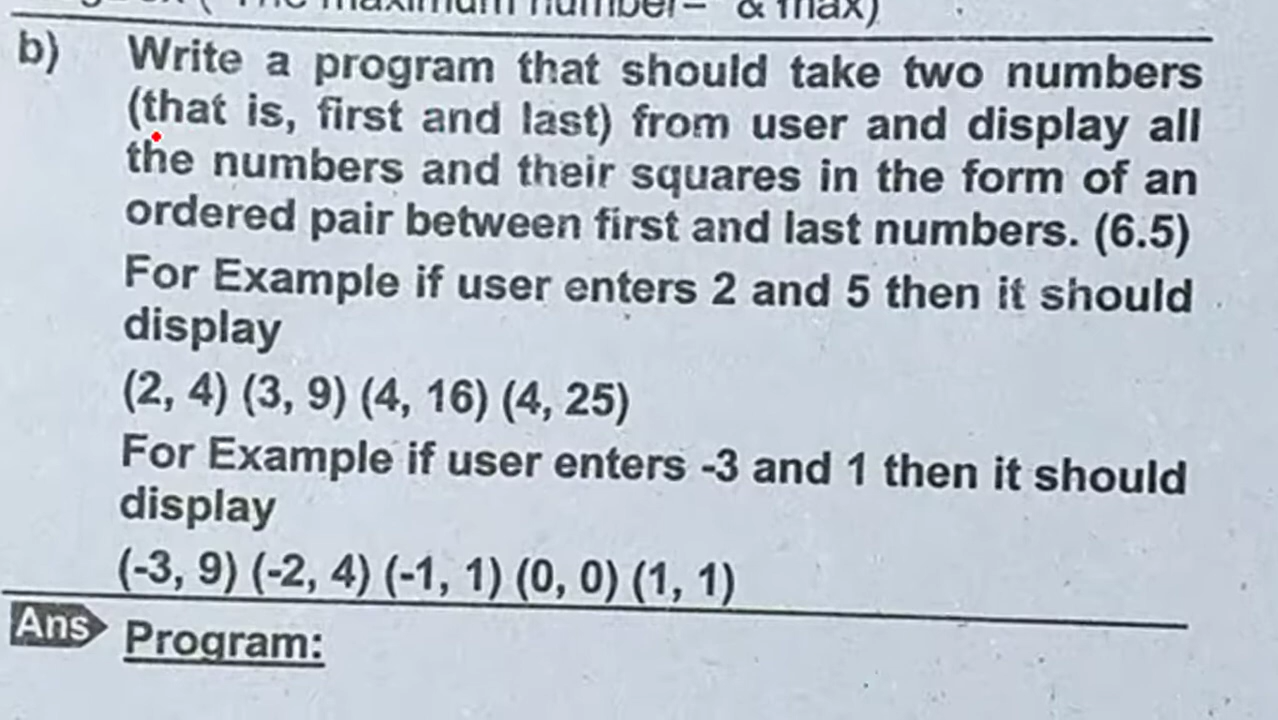 & max)
b) Write a program that should take two numbers
(that is, first and last) from user and display all
the numbers and their squares in the form of an
ordered pair between first and last numbers. (6.5)
For Example if user enters 2 and 5 then it should
display
(2, 4) (3, 9) (4, 16) (4, 25)
For Example if user enters -3 and 1 then it should
display
(-3, 9) (-2, 4) (-1, 1) (0, 0) (1, 1)
Ans Program: